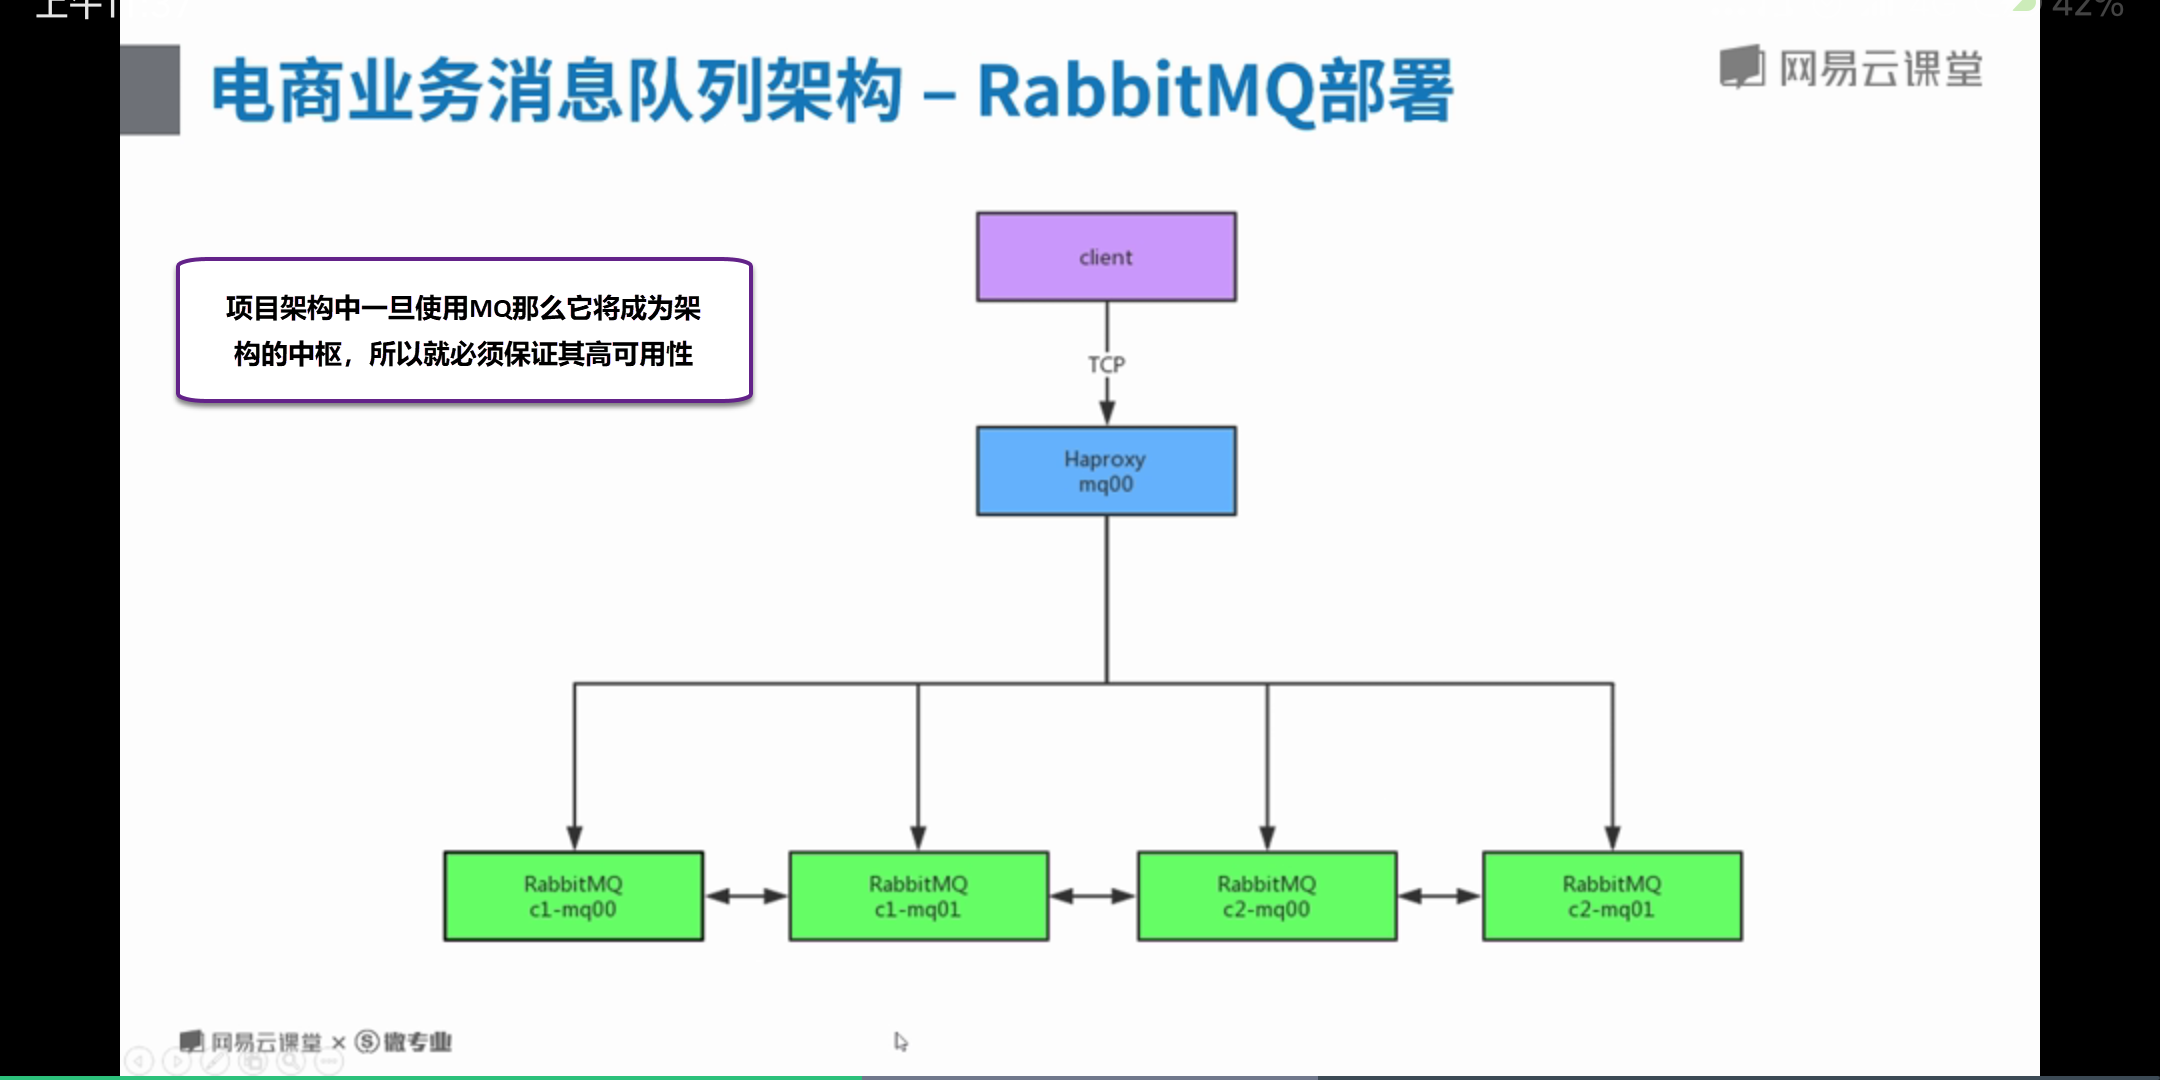 42%
电商业务消息队列架构 – RabbitMQ部署
网易云课堂
client
项目架构中一旦使用MQ那么它将成为架
构的中枢，所以就必须保证其高可用性
TCP
Haproxy
mq00
RabbitMQ
c1-mq00
RabbitMQ
c1-mq01
RabbitMQ
c2-mq00
RabbitMQ
c2-mq01
网易云课堂 × Ⓢ微专业